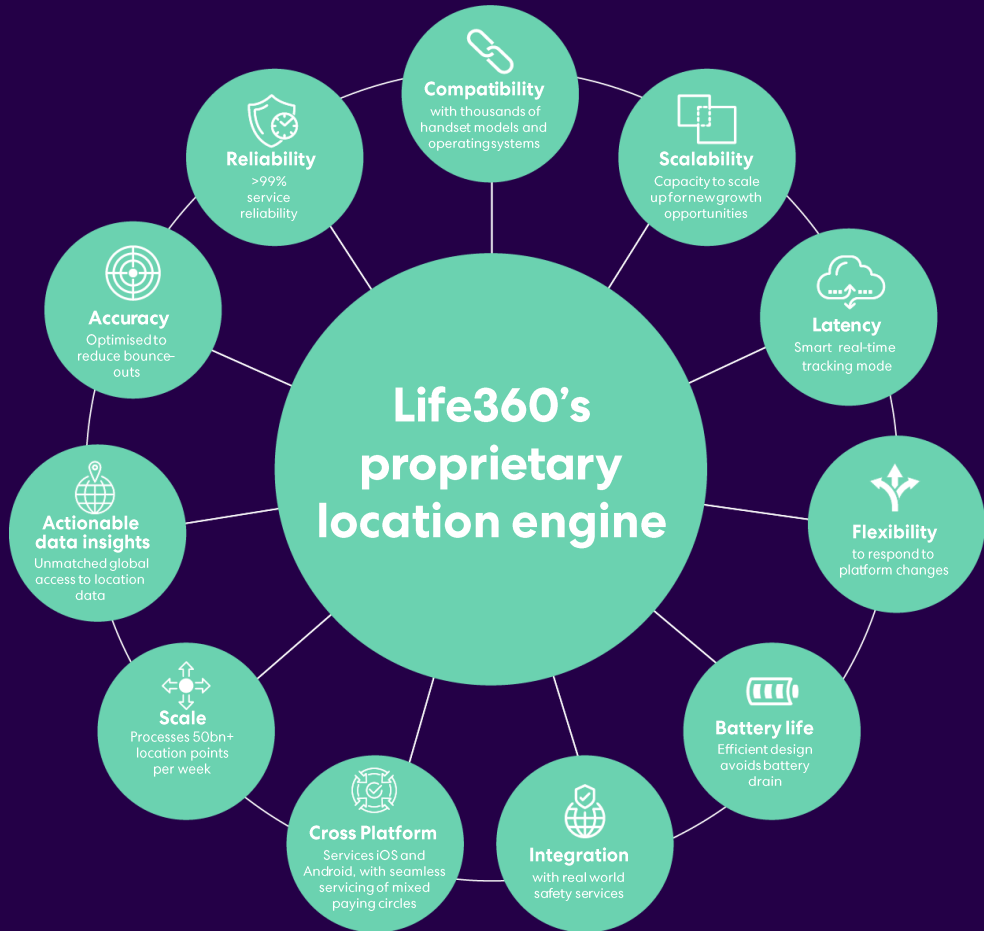 Life360’s
proprietary
location engine
Compatibility
with thousands of
handset models and
operating systems
Scalability
Capacity to scale
up for new growth
opportunities
Latency
Smart real-time
tracking mode
Flexibility
to respond to
platform changes
Battery life
Efficient design
avoids battery
drain
Integration
with real world
safety services
Cross Platform
Services iOS and
Android, with seamless
servicing of mixed
paying circles
Scale
Processes 50bn+
location points
per week
Actionable
data insights
Unmatched global
access to location
data
Accuracy
Optimised to
reduce bounce-
outs
Reliability
>99%
service
reliability